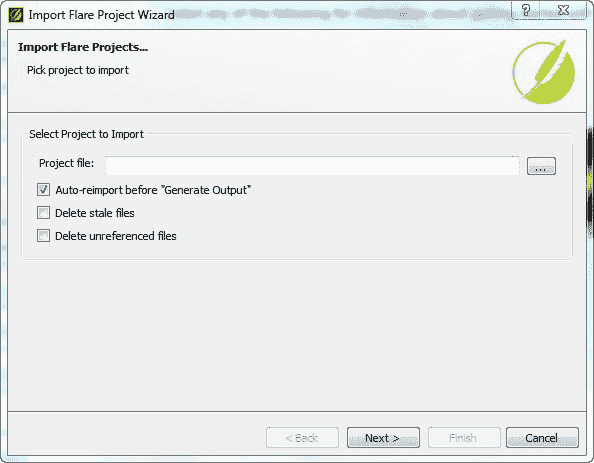 Import Flare Project Wizard
Import Flare Projects...
Pick project to import
Select Project to Import
Project file:
...
Auto-reimport before "Generate Output"
Delete stale files
Delete unreferenced files
< Back
Next >
Finish
Cancel